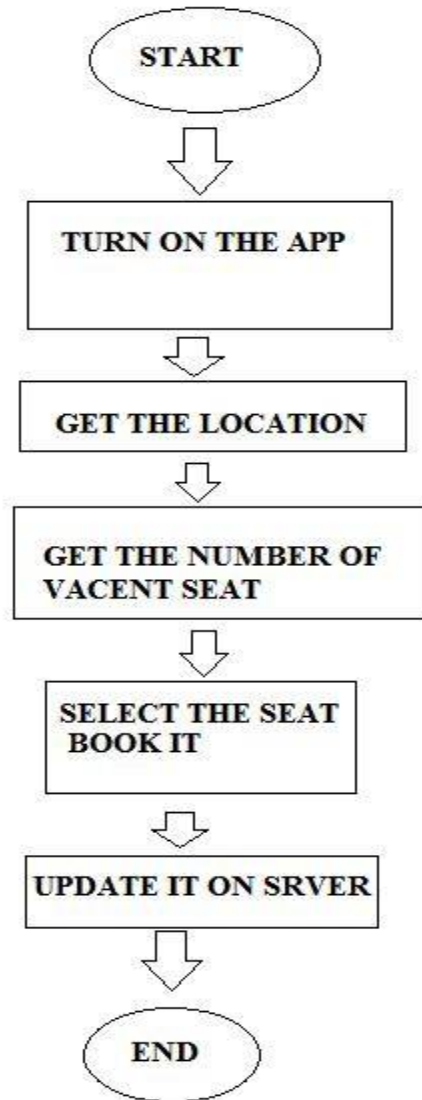 START
TURN ON THE APP
GET THE LOCATION
GET THE NUMBER OF
VACENT SEAT
SELECT THE SEAT
BOOK IT
UPDATE IT ON SRVER
END